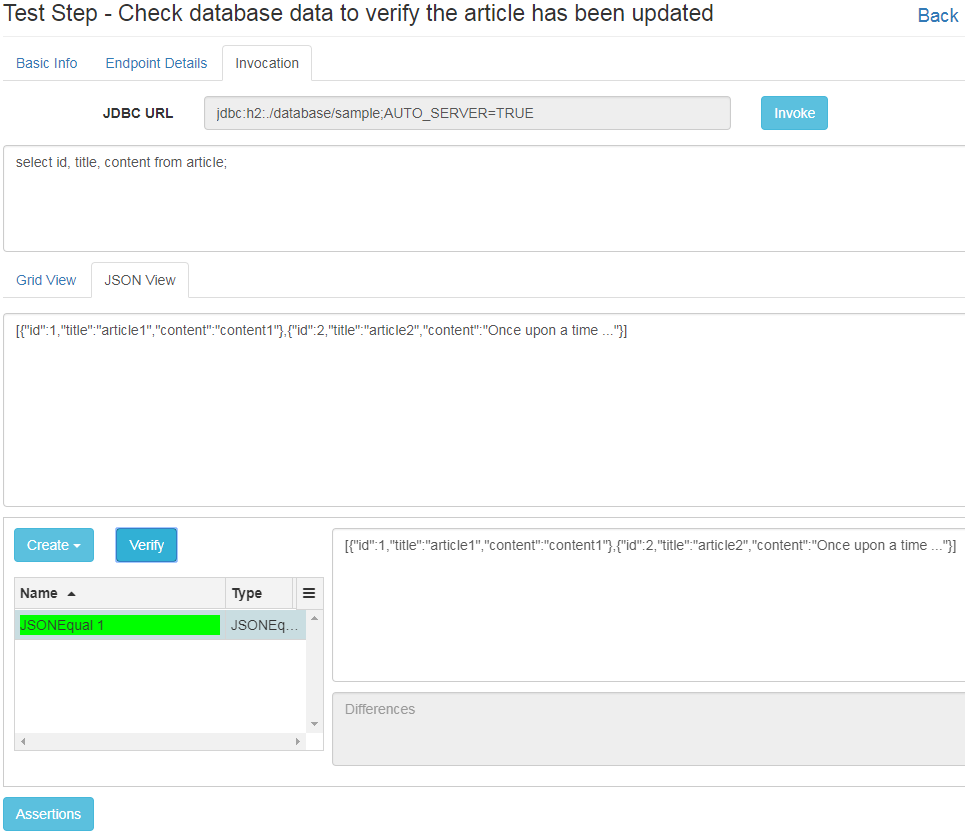 Test Step - Check database data to verify the article has been updated
Back
Basic Info
Endpoint Details
Invocation
JDBC URL
jdbc:h2:./database/sample;AUTO_SERVER=TRUE
Invoke
select id, title, content from article;
Grid View
JSON View
[{"id":1,"title":"article1","content":"content1"},{"id":2,"title":"article2","content":"Once upon a time ..."}]
Create
Verify
[{"id":1,"title":"article1","content":"content1"},{"id":2,"title":"article2","content":"Once upon a time ..."}]
Name
Type
JSONEqual 1
JSONEq...
Differences
Assertions